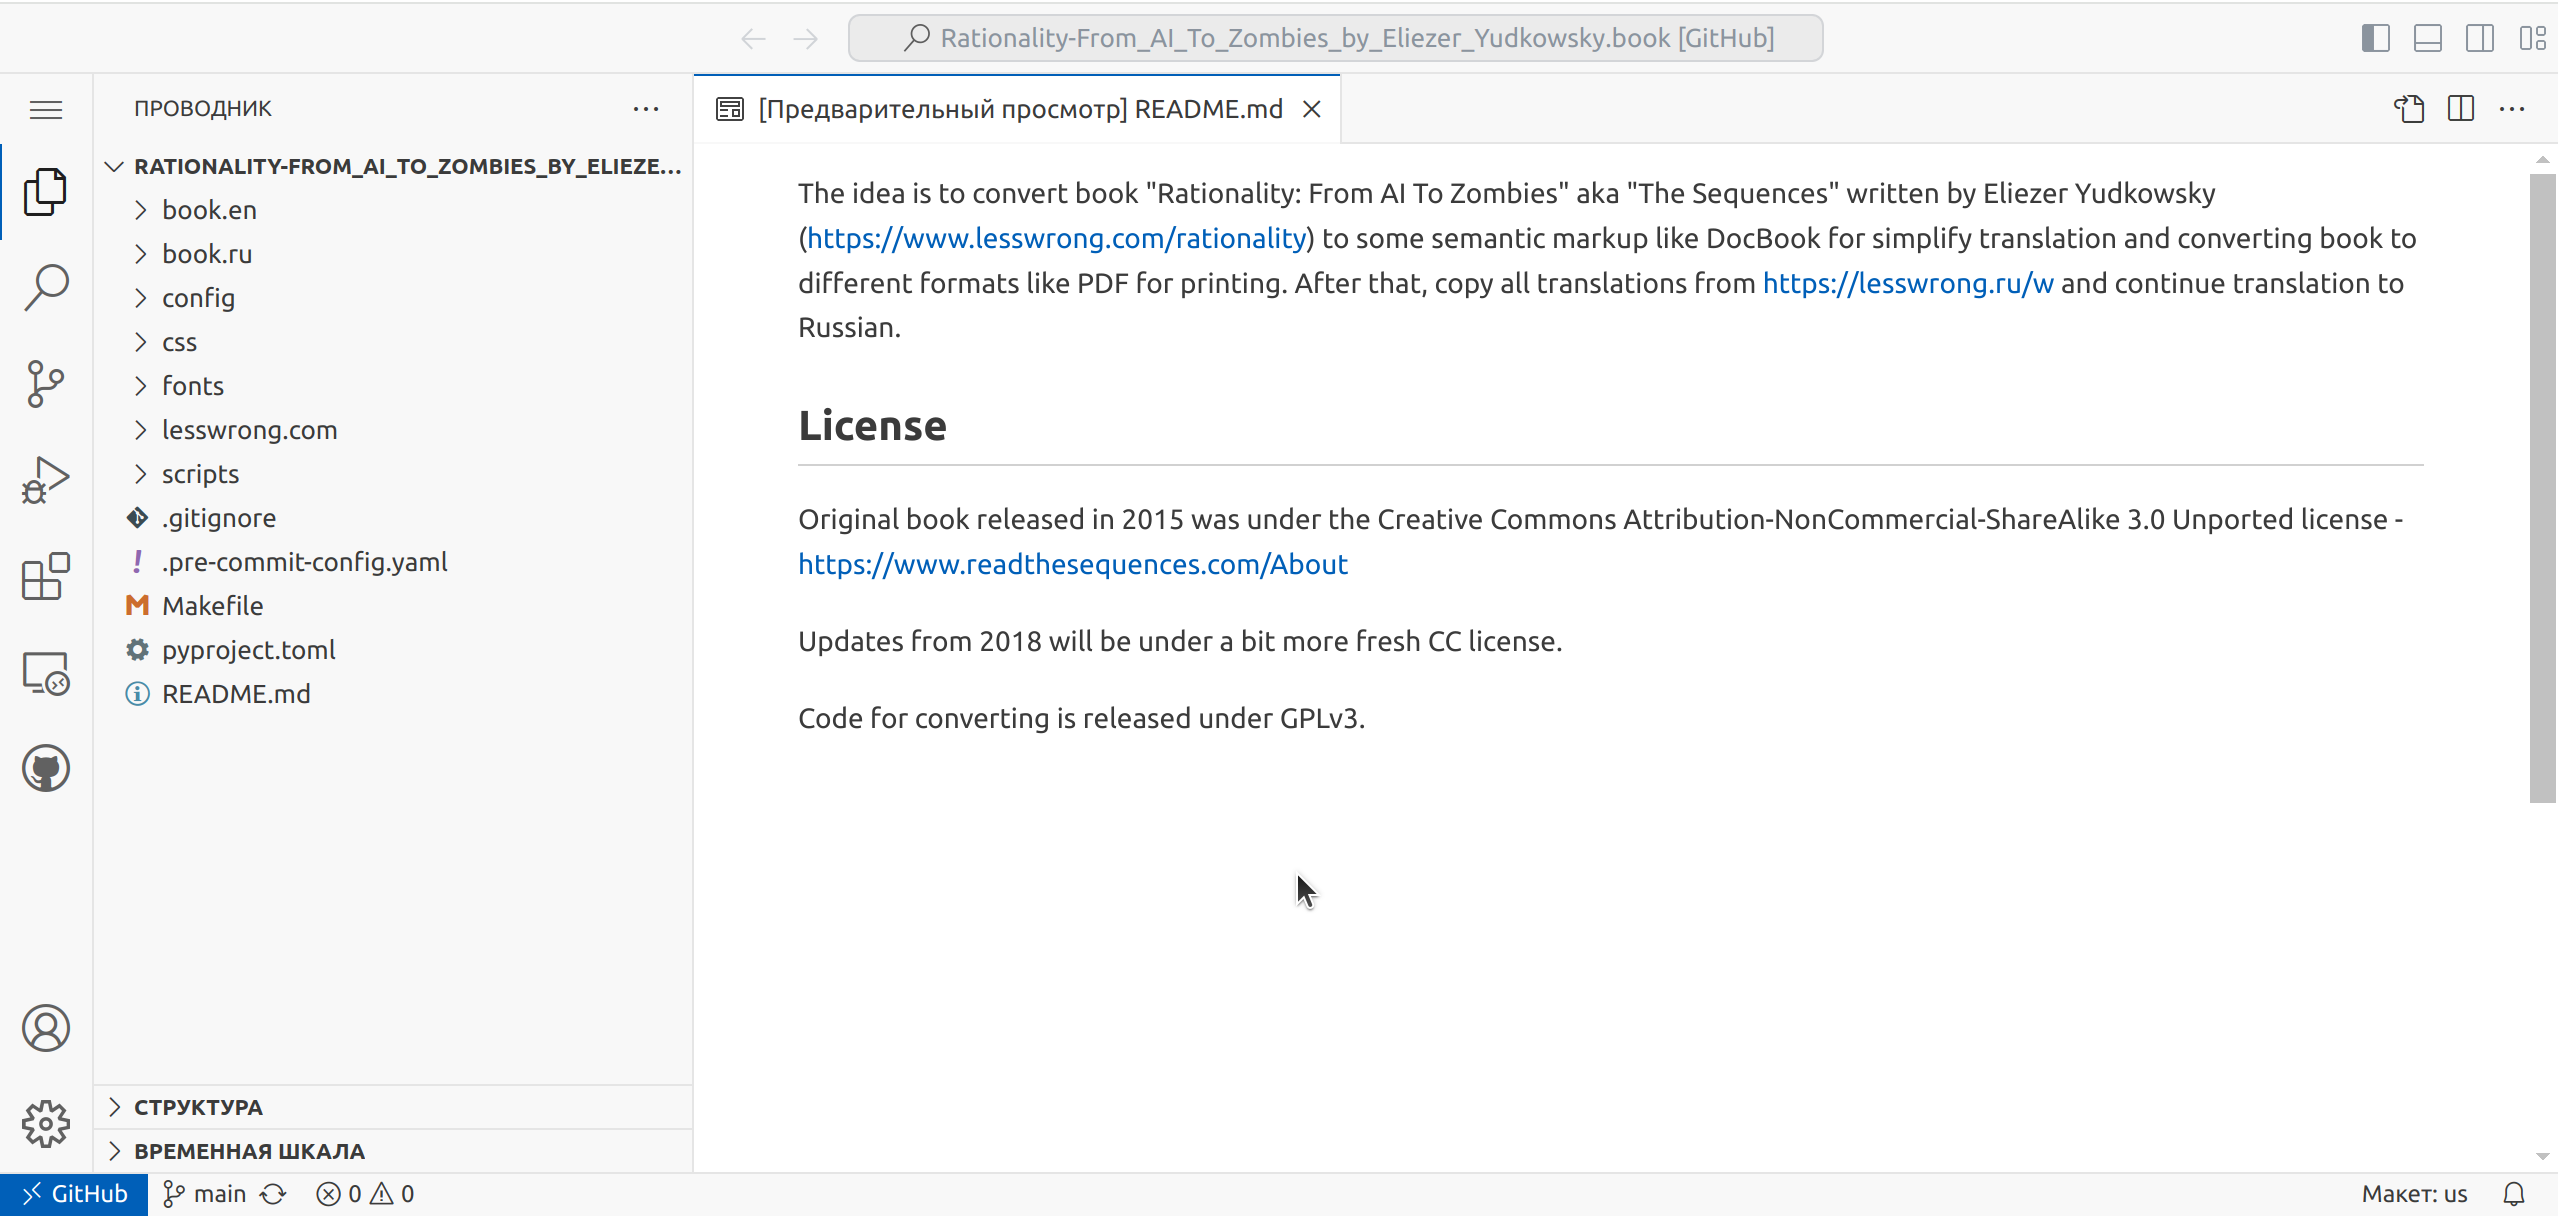 Rationality-From_AI_To_Zombies_by_Eliezer_Yudkowsky.book [GitHub]
ПРОВОДНИК
RATIONALITY-FROM_AI_TO_ZOMBIES_BY_ELIEZE...
book.en
book.ru
config
css
fonts
lesswrong.com
scripts
.gitignore
.pre-commit-config.yaml
Makefile
pyproject.toml
README.md
СТРУКТУРА
ВРЕМЕННАЯ ШКАЛА
[Предварительный просмотр] README.md
The idea is to convert book "Rationality: From AI To Zombies" aka "The Sequences" written by Eliezer Yudkowsky
(https://www.lesswrong.com/rationality) to some semantic markup like DocBook for simplify translation and converting book to
different formats like PDF for printing. After that, copy all translations from https://lesswrong.ru/w and continue translation to
Russian.
License
Original book released in 2015 was under the Creative Commons Attribution-NonCommercial-ShareAlike 3.0 Unported license -
https://www.readthesequences.com/About
Updates from 2018 will be under a bit more fresh CC license.
Code for converting is released under GPLv3.
GitHub main 0 0 Макет: us